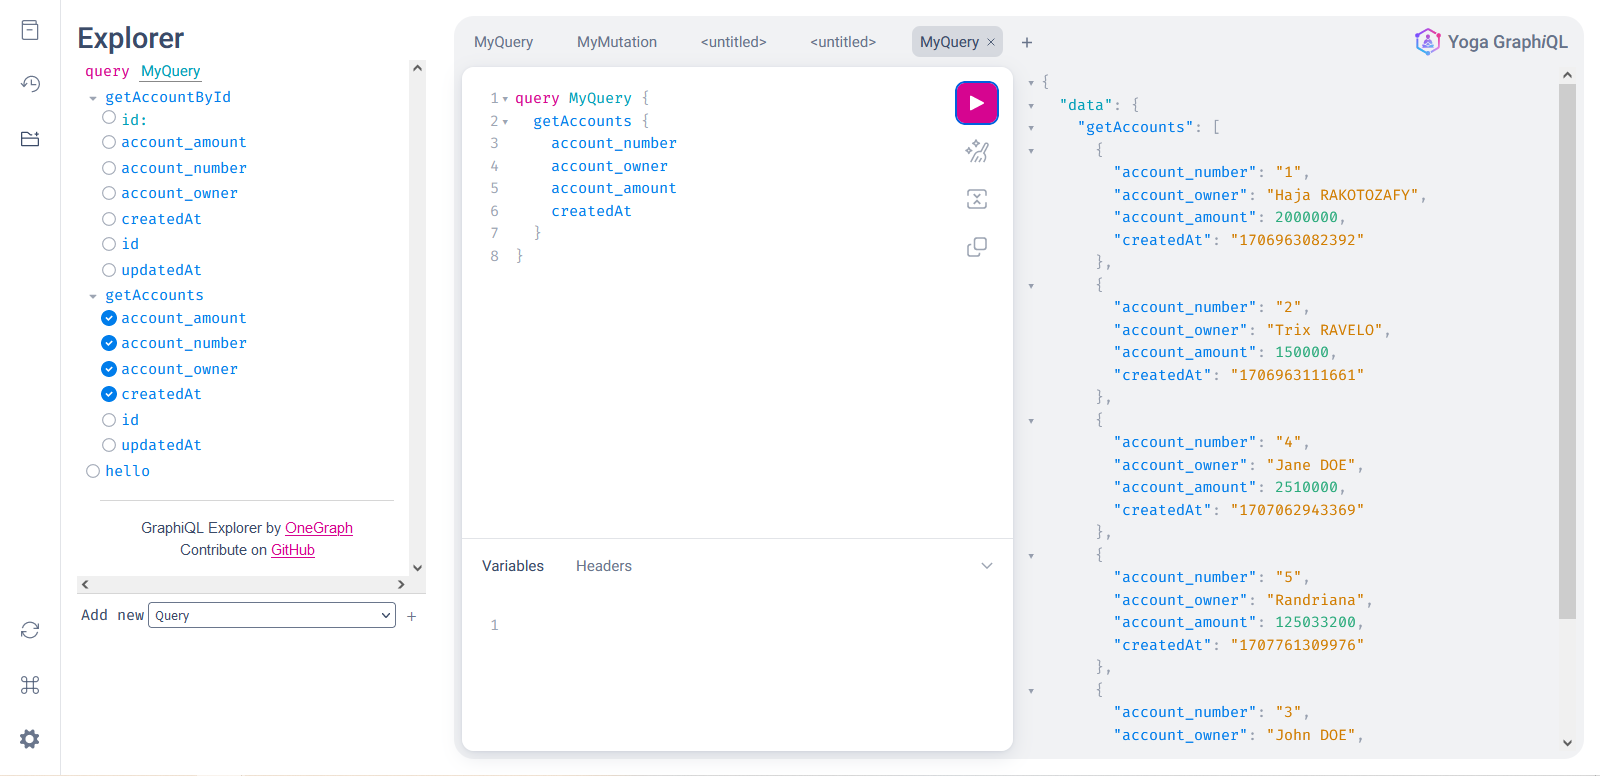 Explorer
query MyQuery
getAccountById
id:
account_amount
account_number
account_owner
createdAt
id
updatedAt
getAccounts
account_amount
account_number
account_owner
createdAt
id
updatedAt
hello
GraphiQL Explorer by OneGraph
Contribute on GitHub
Add new Query +
MyQuery MyMutation <untitled> <untitled> MyQuery × +
Yoga GraphiQL
1 query MyQuery {
2 getAccounts {
3 account_number
4 account_owner
5 account_amount
6 createdAt
7 }
8 }
Variables Headers
1
{
"data": {
"getAccounts": [
{
"account_number": "1",
"account_owner": "Haja RAKOTOZAFY",
"account_amount": 2000000,
"createdAt": "1706963082392"
},
{
"account_number": "2",
"account_owner": "Trix RAVELO",
"account_amount": 150000,
"createdAt": "1706963111661"
},
{
"account_number": "4",
"account_owner": "Jane DOE",
"account_amount": 2510000,
"createdAt": "1707062943369"
},
{
"account_number": "5",
"account_owner": "Randriana",
"account_amount": 125033200,
"createdAt": "1707761309976"
},
{
"account_number": "3",
"account_owner": "John DOE",